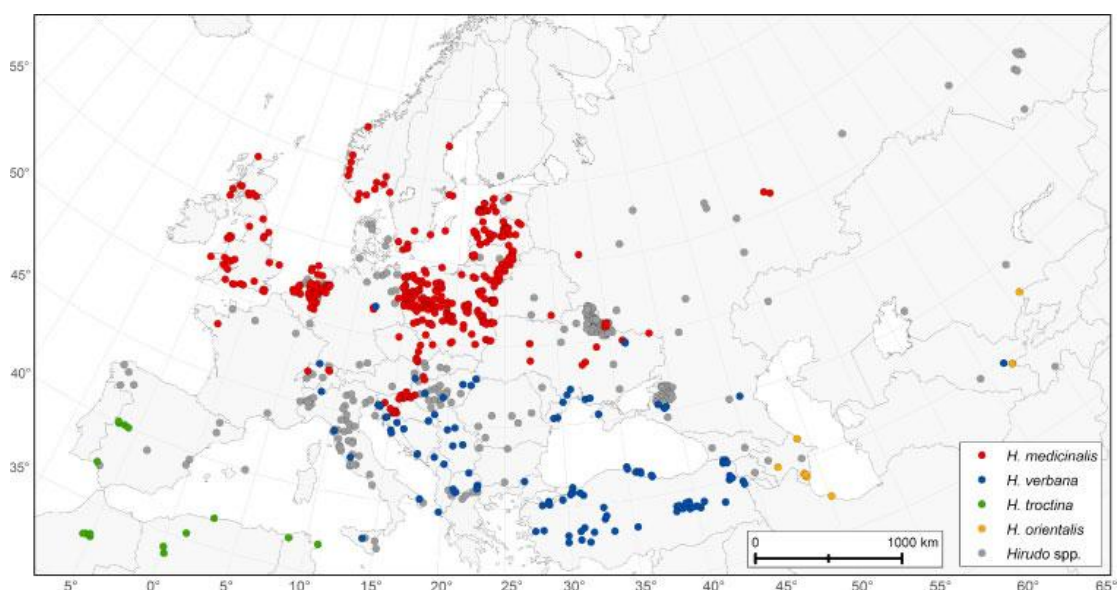 55°
50°
45°
40°
35°
H. medicinalis
H. verbana
H. troctina
H. orientalis
Hirudo spp.
0 1000 km
5° 0° 5° 10° 15° 20° 25° 30° 35° 40° 45° 50° 55° 60° 65°